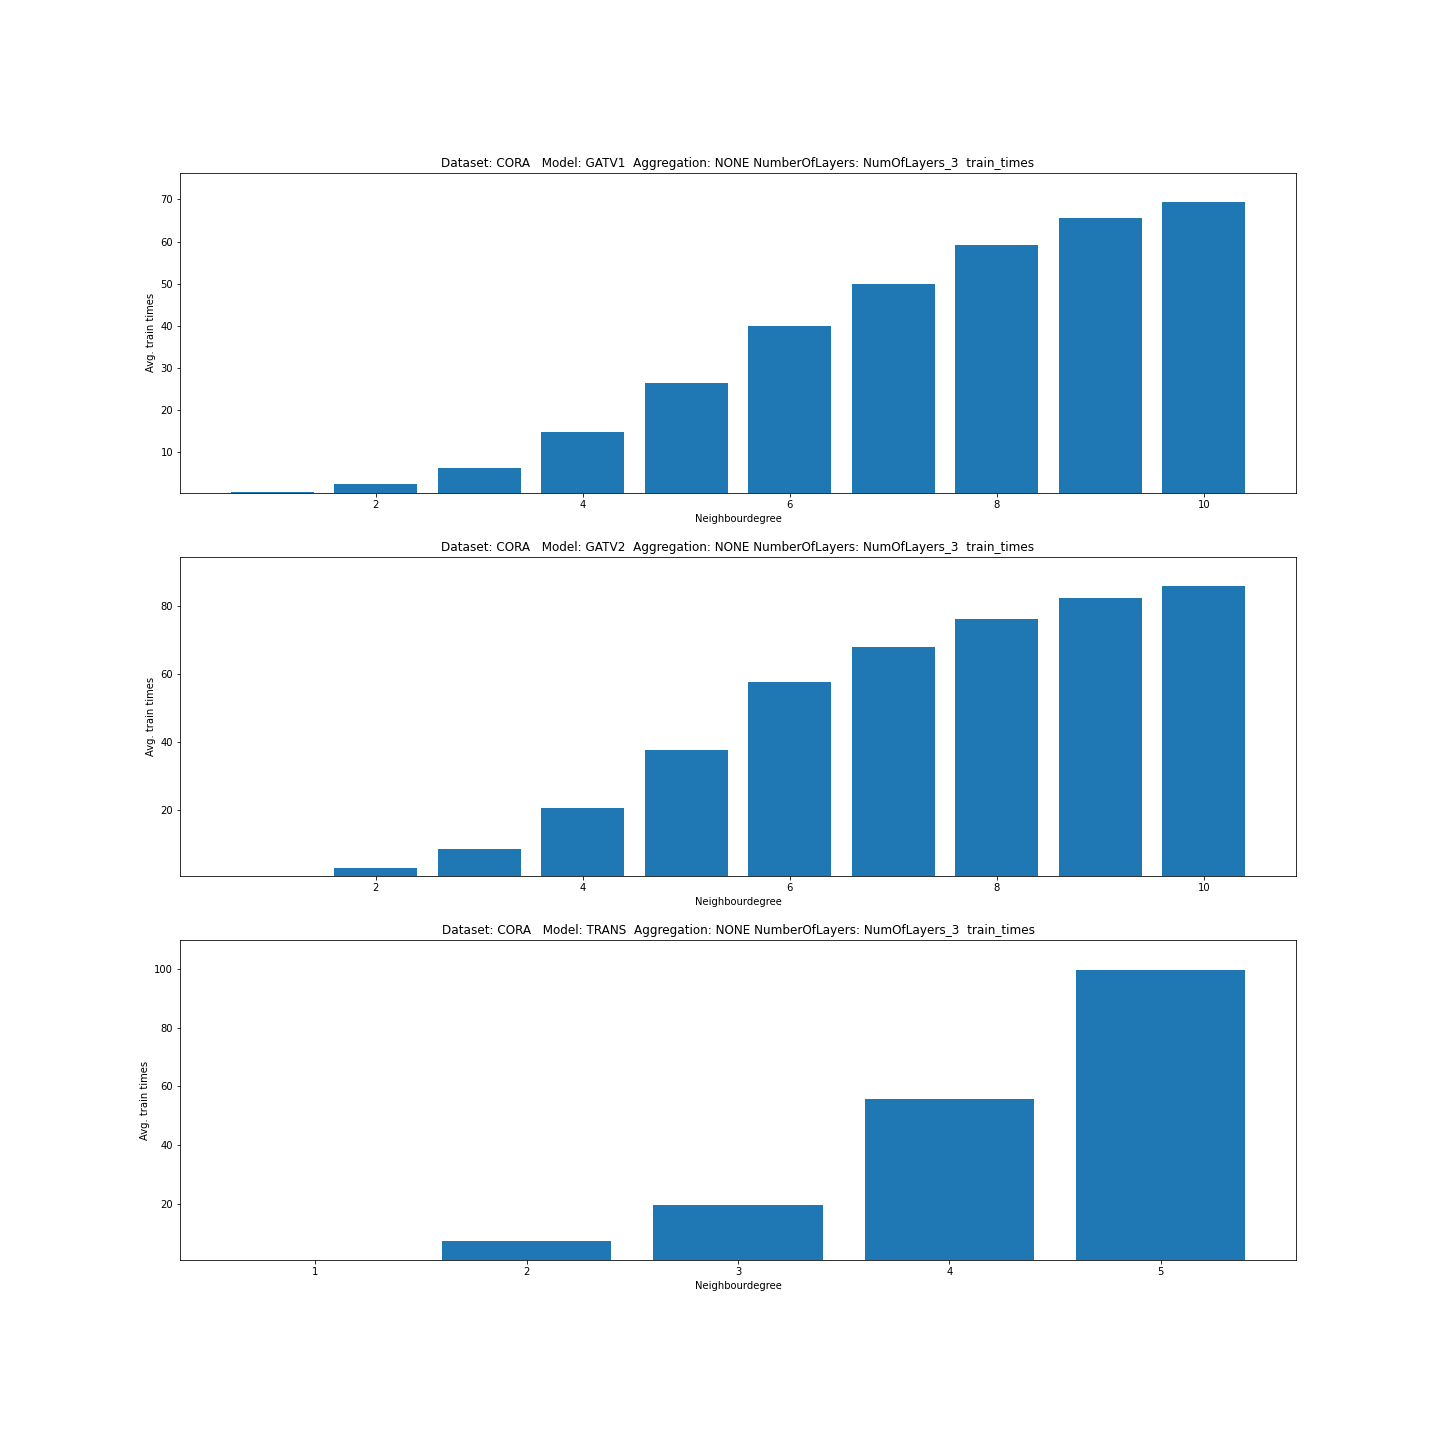 Dataset: CORA   Model: GATV1  Aggregation: NONE NumberOfLayers: NumOfLayers_3  train_times
70
60
50
40
30
20
10
Avg. train times
2 4 6 8 10
Neighbourdegree
Dataset: CORA   Model: GATV2  Aggregation: NONE NumberOfLayers: NumOfLayers_3  train_times
80
60
40
20
Avg. train times
2 4 6 8 10
Neighbourdegree
Dataset: CORA   Model: TRANS  Aggregation: NONE NumberOfLayers: NumOfLayers_3  train_times
100
80
60
40
20
Avg. train times
1 2 3 4 5
Neighbourdegree